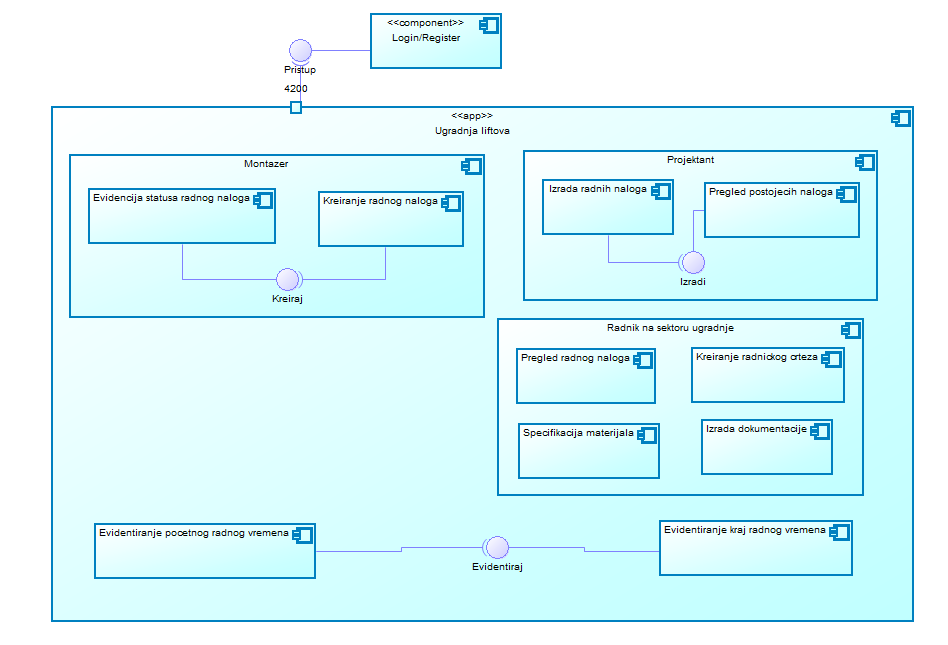 <<component>>
Login/Register
Pristup
4200
<<app>>
Ugradnja liftova
Montazer
Evidencija statusa radnog naloga
Kreiranje radnog naloga
Kreiraj
Projektant
Izrada radnih naloga
Pregled postojecih naloga
Izradi
Radnik na sektoru ugradnje
Pregled radnog naloga
Kreiranje radnickog crteza
Specifikacija materijala
Izrada dokumentacije
Evidentiranje pocetnog radnog vremena
Evidentiraj
Evidentiranje kraj radnog vremena